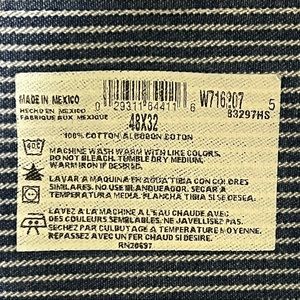 MADE IN MEXICO
HECHO EN MEXICO
FABRIQUE AUX MEXIQUE
0 29311 64411 6
W716307 5
48X32
83297HS
100% COTTON ALGODON COTON
40C
MACHINE WASH WARM WITH LIKE COLORS.
DO NOT BLEACH. TUMBLE DRY MEDIUM.
WARM IRON IF DESIRED.
LAVAR A MAQUINA EN AGUA TIBIA CON COLORES
SIMILARES. NO USE BLANQUEADOR. SECAR
A TEMPERATURA MEDIA. PLANCHA TIBIA SI SE DESEA.
LAVEZ A LA MACHINE A L'EAU CHAUDE AVEC
DES COULEURS SEMBLABLES. NE JAVELLISEZ PAS.
SECHEZ PAR CULBUTAGE A TEMPERATURE MOYENNE.
REPASSEZ AVEC UN FER CHAUD SI DESIRE.
RN20697